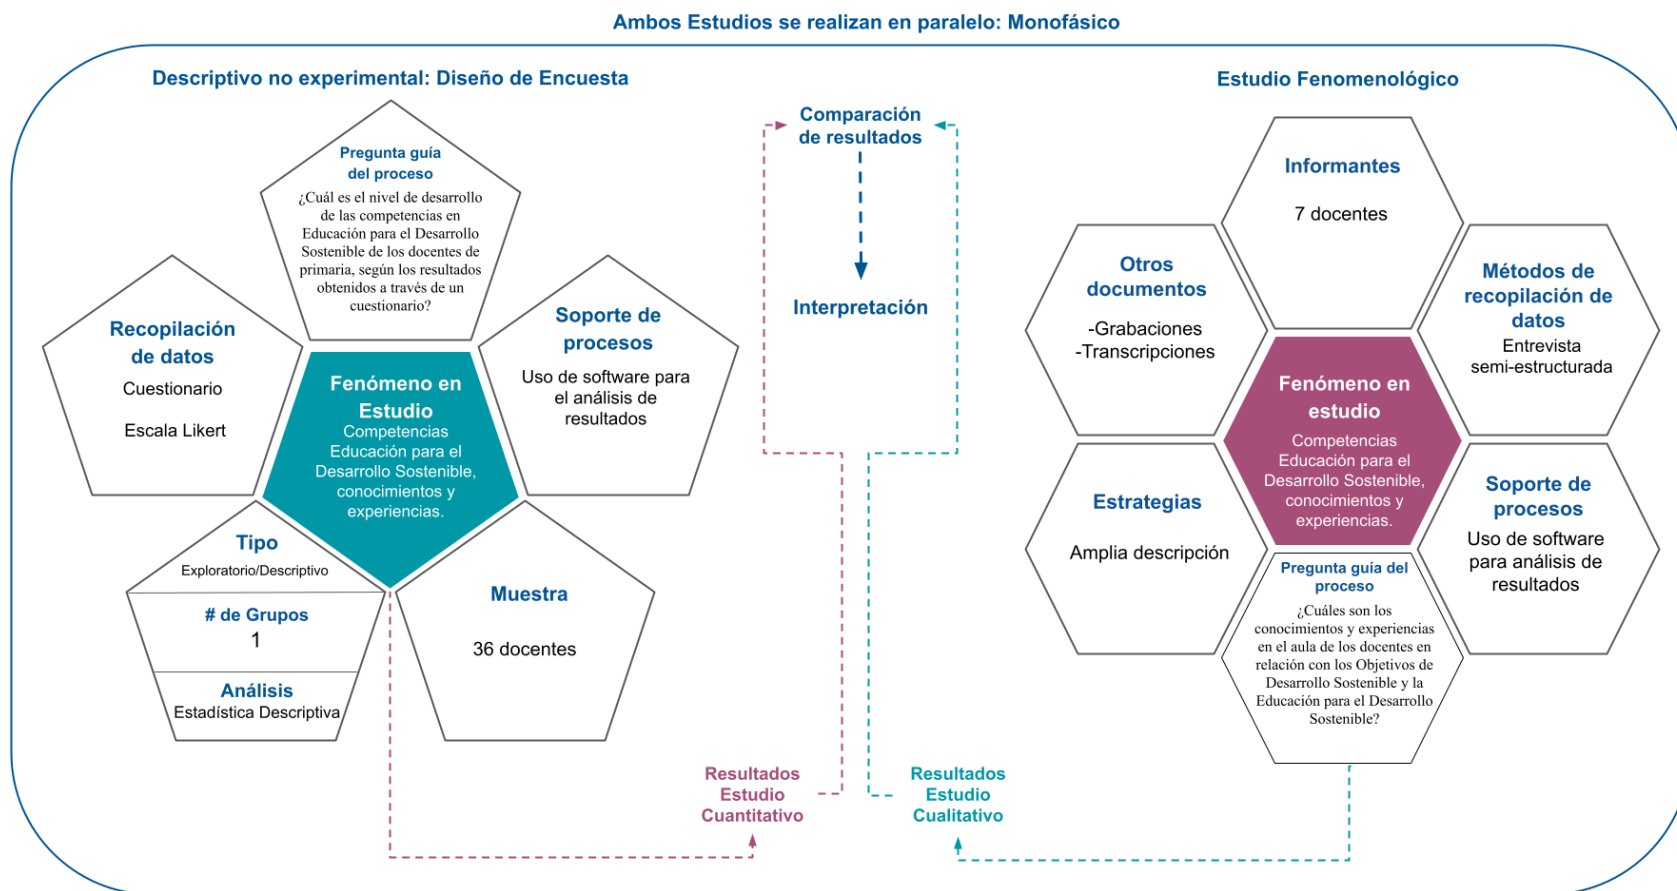 Ambos Estudios se realizan en paralelo: Monofásico
Descriptivo no experimental: Diseño de Encuesta
Pregunta guía
del proceso
¿Cuál es el nivel de desarrollo
de las competencias en
Educación para el Desarrollo
Sostenible de los docentes de
primaria, según los resultados
obtenidos a través de un
cuestionario?
Recopilación
de datos
Cuestionario
Escala Likert
Soporte de
procesos
Uso de software para
el análisis de
resultados
Fenómeno en
Estudio
Competencias
Educación para el
Desarrollo Sostenible,
conocimientos y
experiencias.
Tipo
Exploratorio/Descriptivo
# de Grupos
1
Análisis
Estadística Descriptiva
Muestra
36 docentes
Comparación
de resultados
Interpretación
Resultados
Estudio
Cuantitativo
Resultados
Estudio
Cualitativo
Estudio Fenomenológico
Informantes
7 docentes
Otros
documentos
-Grabaciones
-Transcripciones
Métodos de
recopilación de
datos
Entrevista
semi-estructurada
Fenómeno en
estudio
Competencias
Educación para el
Desarrollo Sostenible,
conocimientos y
experiencias.
Estrategias
Amplia descripción
Soporte de
procesos
Uso de software
para análisis de
resultados
Pregunta guía del
proceso
¿Cuáles son los
conocimientos y experiencias
en el aula de los docentes en
relación con los Objetivos de
Desarrollo Sostenible y la
Educación para el Desarrollo
Sostenible?